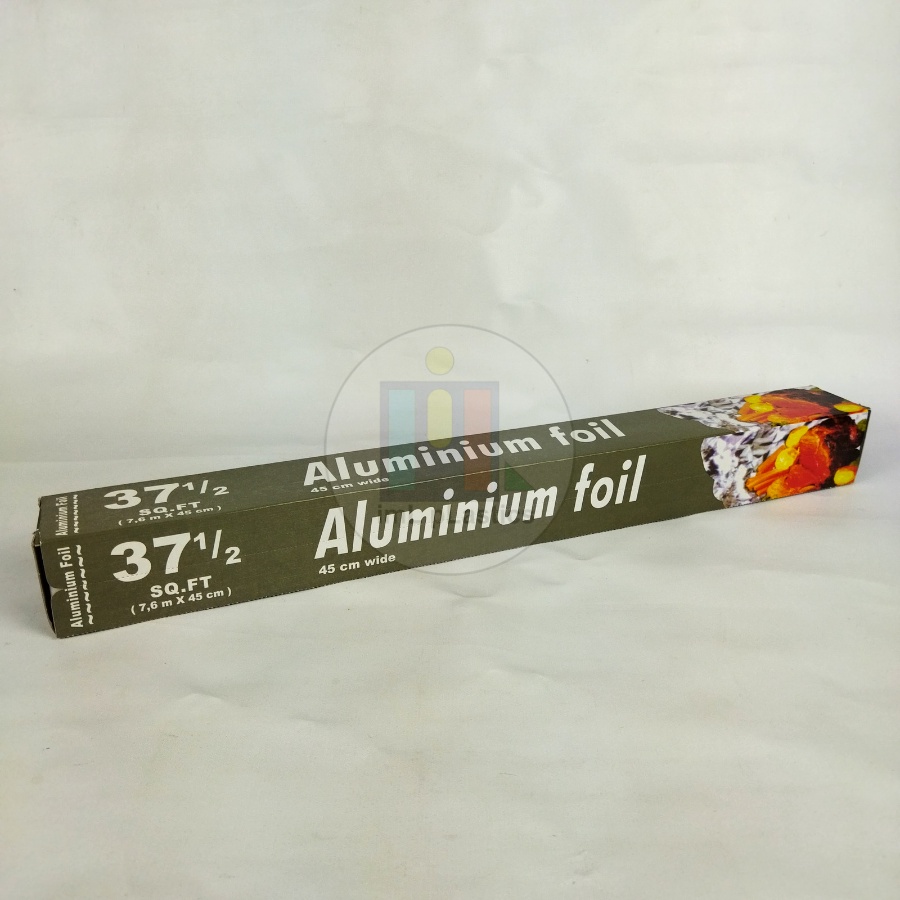 Aluminium Foil
37 1/2
SQ.FT
( 7,6 m X 45 cm )
Aluminium foil
45 cm wide
Aluminium Foil
37 1/2
SQ.FT
( 7,6 m X 45 cm )
Aluminium foil
45 cm wide